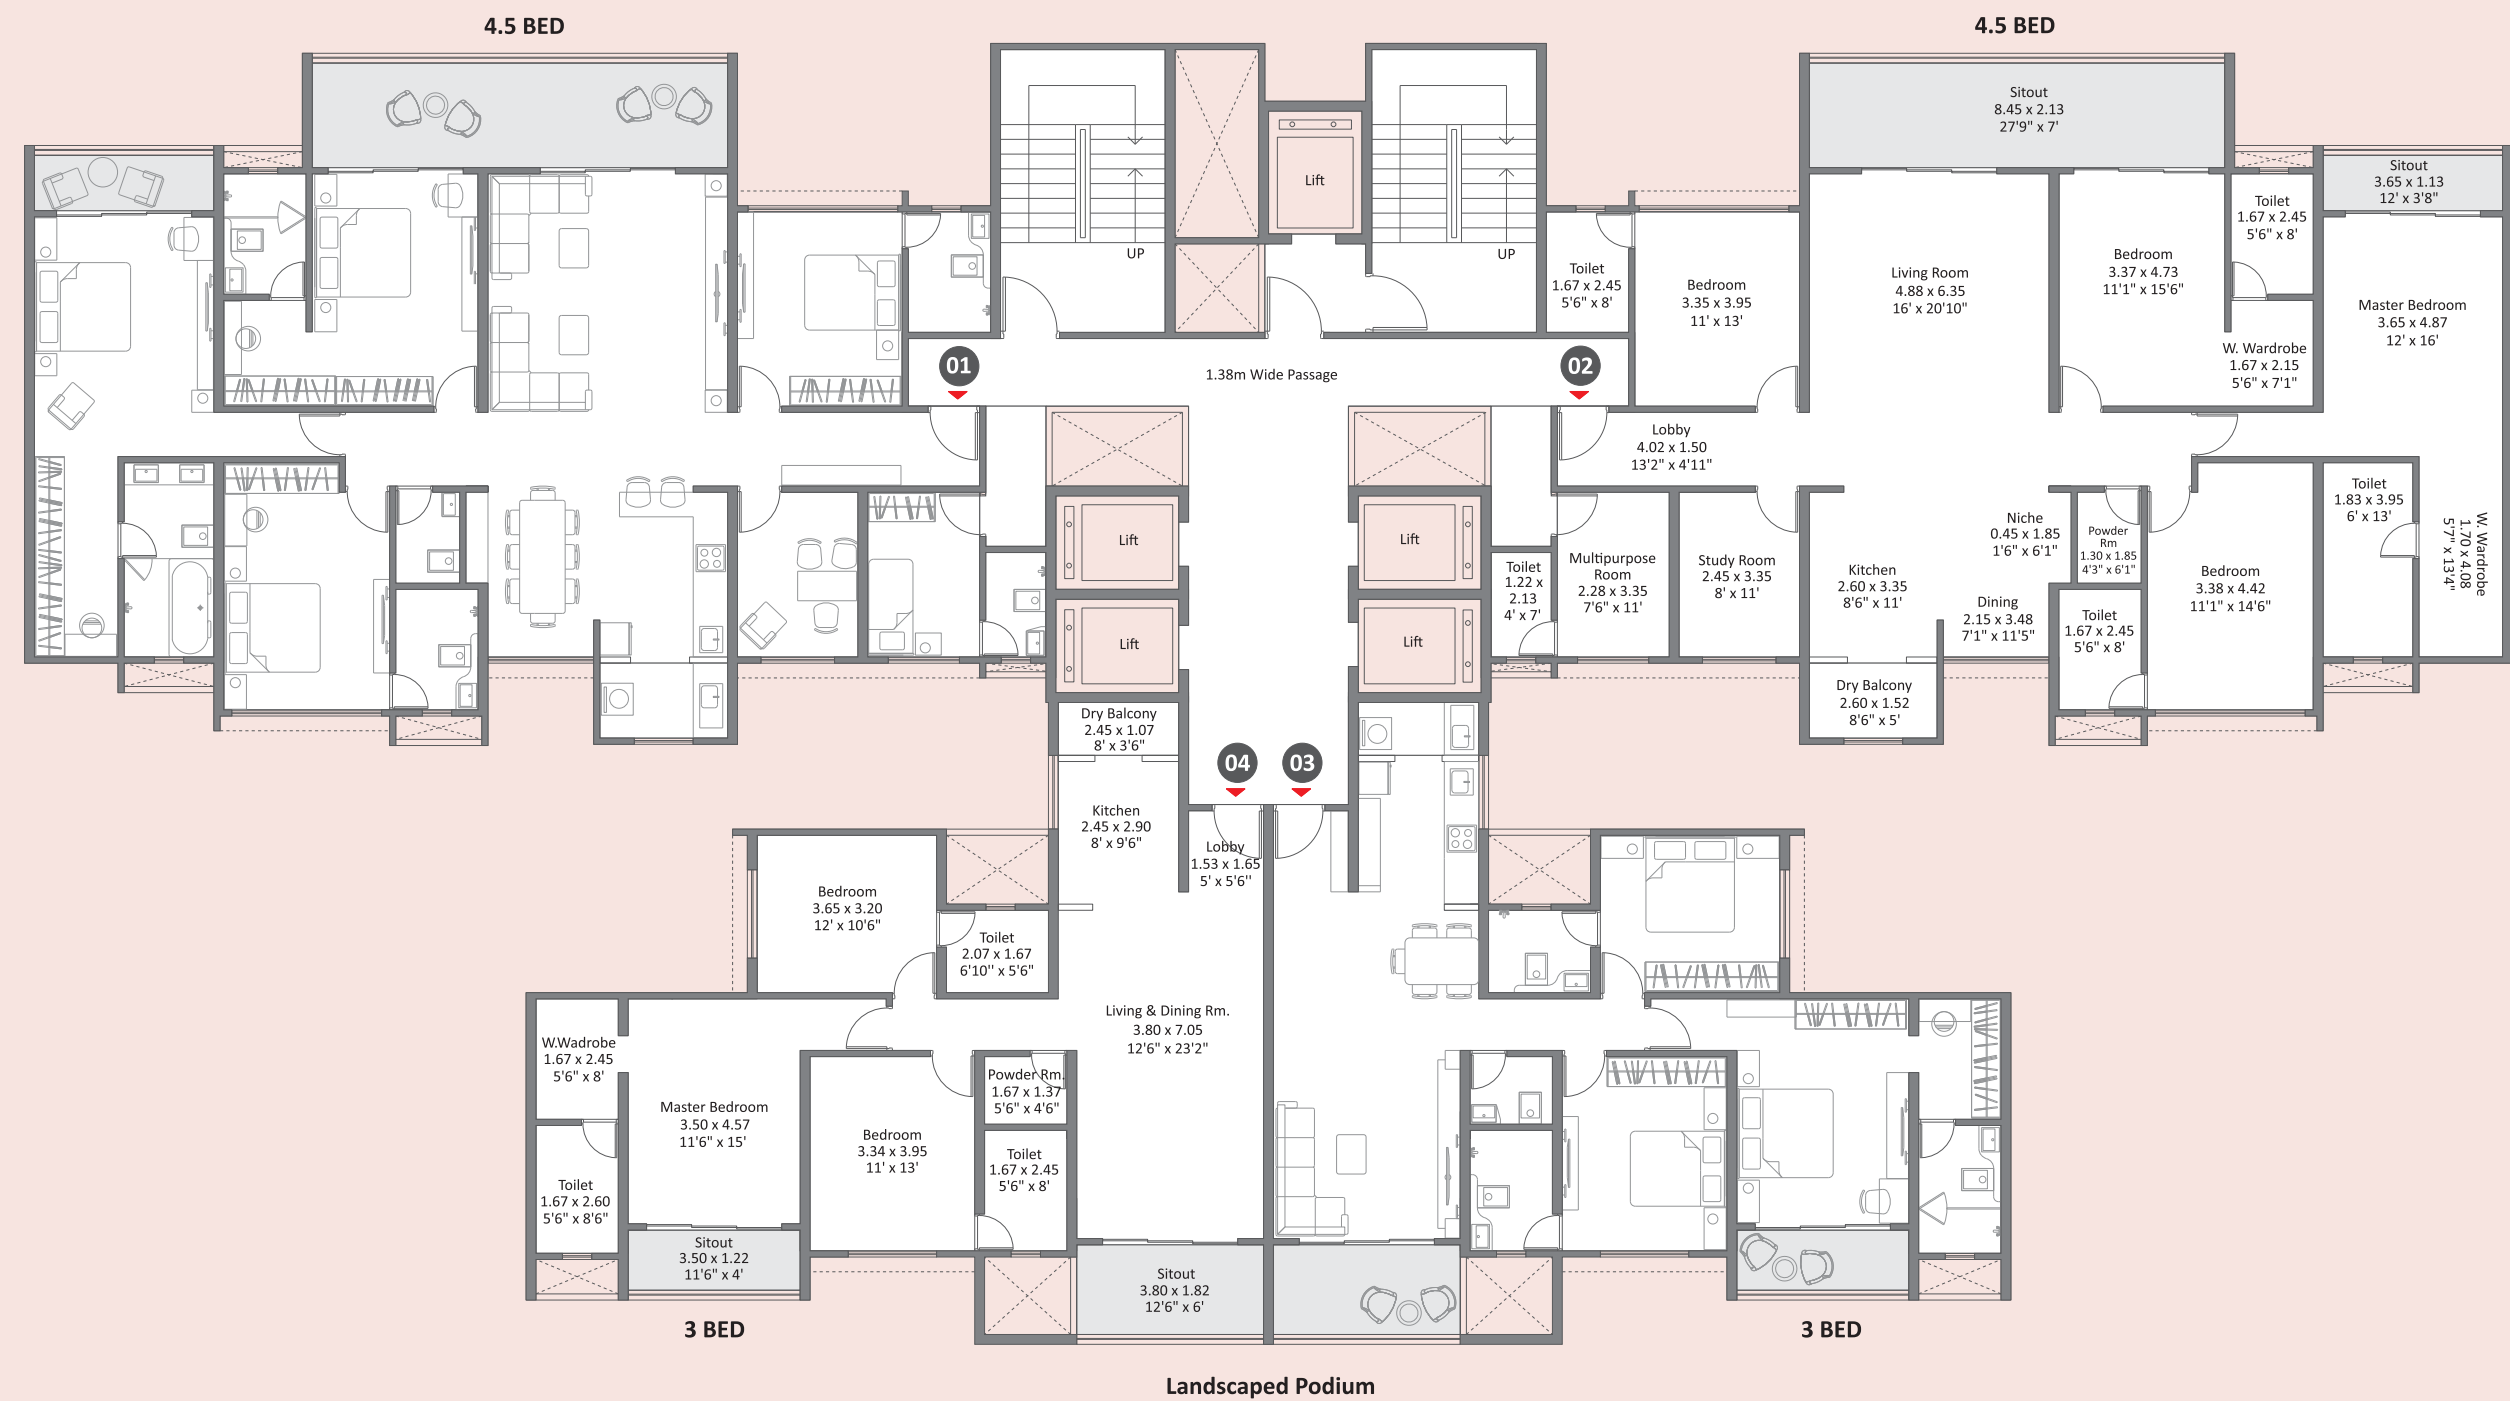 4.5 BED
4.5 BED
Sitout
8.45 x 2.13
27'9" x 7'
Sitout
3.65 x 1.13
12' x 3'8"
Lift
Toilet
1.67 x 2.45
5'6" x 8'
UP
UP
Toilet
1.67 x 2.45
5'6" x 8'
Bedroom
3.35 x 3.95
11' x 13'
Living Room
4.88 x 6.35
16' x 20'10"
Bedroom
3.37 x 4.73
11'1" x 15'6"
Master Bedroom
3.65 x 4.87
12' x 16'
W. Wardrobe
1.67 x 2.15
5'6" x 7'1"
01
1.38m Wide Passage
02
Lobby
4.02 x 1.50
13'2" x 4'11"
Toilet
1.83 x 3.95
6' x 13'
W. Wardrobe
1.70 x 4.08
5'7" x 13'4"
Lift
Lift
Niche
0.45 x 1.85
1'6" x 6'1"
Powder
Rm
1.30 x 1.85
4'3" x 6'1"
Toilet
1.22 x
2.13
4' x 7'
Multipurpose
Room
2.28 x 3.35
7'6" x 11'
Study Room
2.45 x 3.35
8' x 11'
Kitchen
2.60 x 3.35
8'6" x 11'
Dining
2.15 x 3.48
7'1" x 11'5"
Bedroom
3.38 x 4.42
11'1" x 14'6"
Toilet
1.67 x 2.45
5'6" x 8'
Lift
Lift
Dry Balcony
2.60 x 1.52
8'6" x 5'
Dry Balcony
2.45 x 1.07
8' x 3'6"
04
03
Kitchen
2.45 x 2.90
8' x 9'6"
Lobby
1.53 x 1.65
5' x 5'6''
Bedroom
3.65 x 3.20
12' x 10'6"
Toilet
2.07 x 1.67
6'10'' x 5'6"
Living & Dining Rm.
3.80 x 7.05
12'6" x 23'2"
W.Wadrobe
1.67 x 2.45
5'6" x 8'
Powder Rm.
1.67 x 1.37
5'6" x 4'6"
Master Bedroom
3.50 x 4.57
11'6" x 15'
Bedroom
3.34 x 3.95
11' x 13'
Toilet
1.67 x 2.45
5'6" x 8'
Toilet
1.67 x 2.60
5'6" x 8'6"
Sitout
3.50 x 1.22
11'6" x 4'
Sitout
3.80 x 1.82
12'6" x 6'
3 BED
3 BED
Landscaped Podium